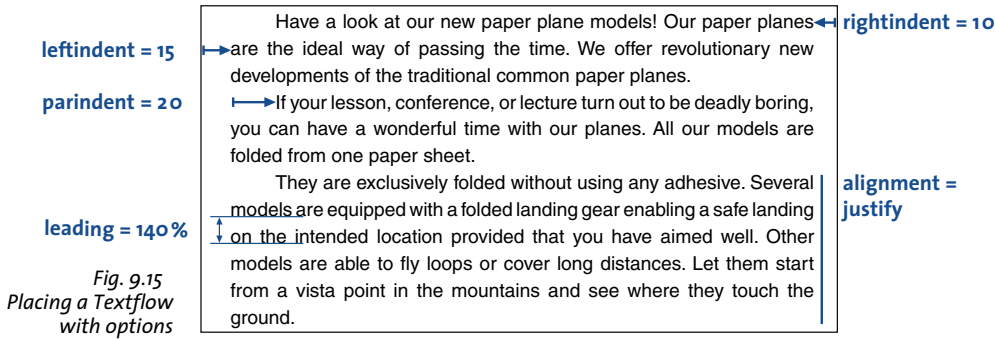 Have a look at our new paper plane models! Our paper planes
rightindent = 10
leftindent = 15
are the ideal way of passing the time. We offer revolutionary new
developments of the traditional common paper planes.
parindent = 20
If your lesson, conference, or lecture turn out to be deadly boring,
you can have a wonderful time with our planes. All our models are
folded from one paper sheet.
They are exclusively folded without using any adhesive. Several
alignment =
justify
models are equipped with a folded landing gear enabling a safe landing
leading = 140 %
on the intended location provided that you have aimed well. Other
models are able to fly loops or cover long distances. Let them start
from a vista point in the mountains and see where they touch the
ground.
Fig. 9.15
Placing a Textflow
with options